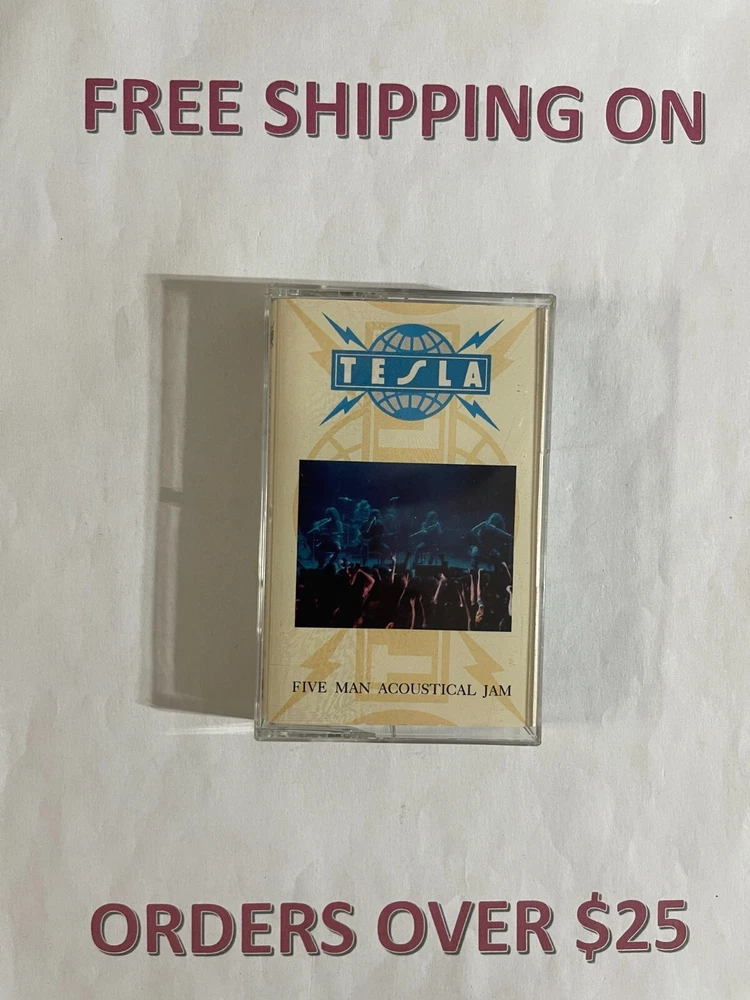 FREE SHIPPING ON
TESLA
FIVE MAN ACOUSTICAL JAM
ORDERS OVER $25